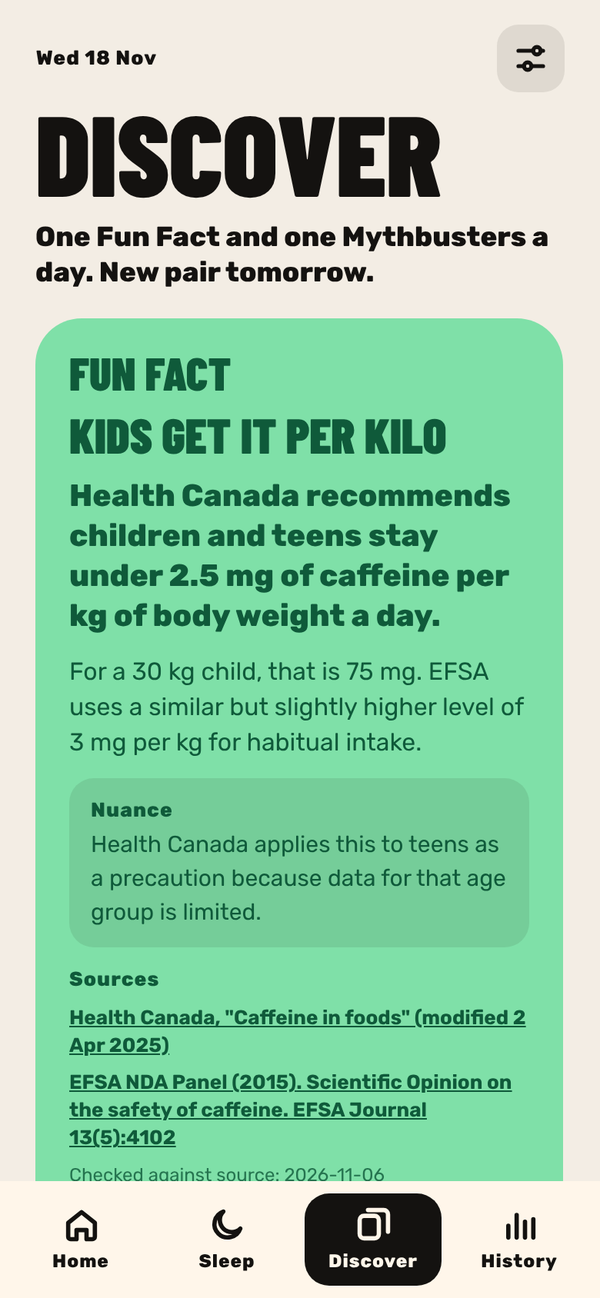 Wed 18 Nov
DISCOVER
One Fun Fact and one Mythbusters a
day. New pair tomorrow.
FUN FACT
KIDS GET IT PER KILO
Health Canada recommends
children and teens stay
under 2.5 mg of caffeine per
kg of body weight a day.
For a 30 kg child, that is 75 mg. EFSA
uses a similar but slightly higher level of
3 mg per kg for habitual intake.
Nuance
Health Canada applies this to teens as
a precaution because data for that age
group is limited.
Sources
Health Canada, "Caffeine in foods" (modified 2
Apr 2025)
EFSA NDA Panel (2015). Scientific Opinion on
the safety of caffeine. EFSA Journal
13(5):4102
Checked against source: 2026-11-06
Home
Sleep
Discover
History